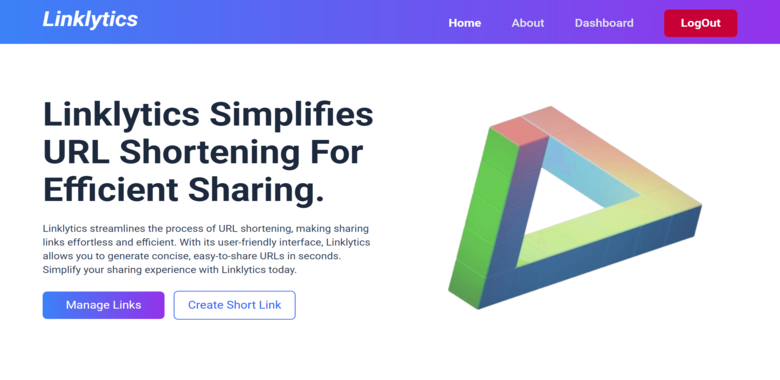 Linklytics
Home
About
Dashboard
LogOut
Linklytics Simplifies
URL Shortening For
Efficient Sharing.
Linklytics streamlines the process of URL shortening, making sharing
links effortless and efficient. With its user-friendly interface, Linklytics
allows you to generate concise, easy-to-share URLs in seconds.
Simplify your sharing experience with Linklytics today.
Manage Links
Create Short Link